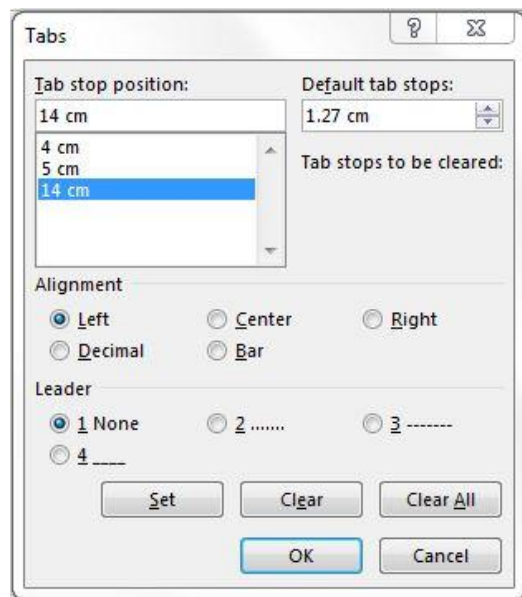 Tabs
Tab stop position: Default tab stops:
14 cm 1.27 cm
4 cm
5 cm
14 cm
Tab stops to be cleared:
Alignment
Left Center Right
Decimal Bar
Leader
1 None 2 ....... 3 -------
4 ____
Set Clear Clear All
OK Cancel